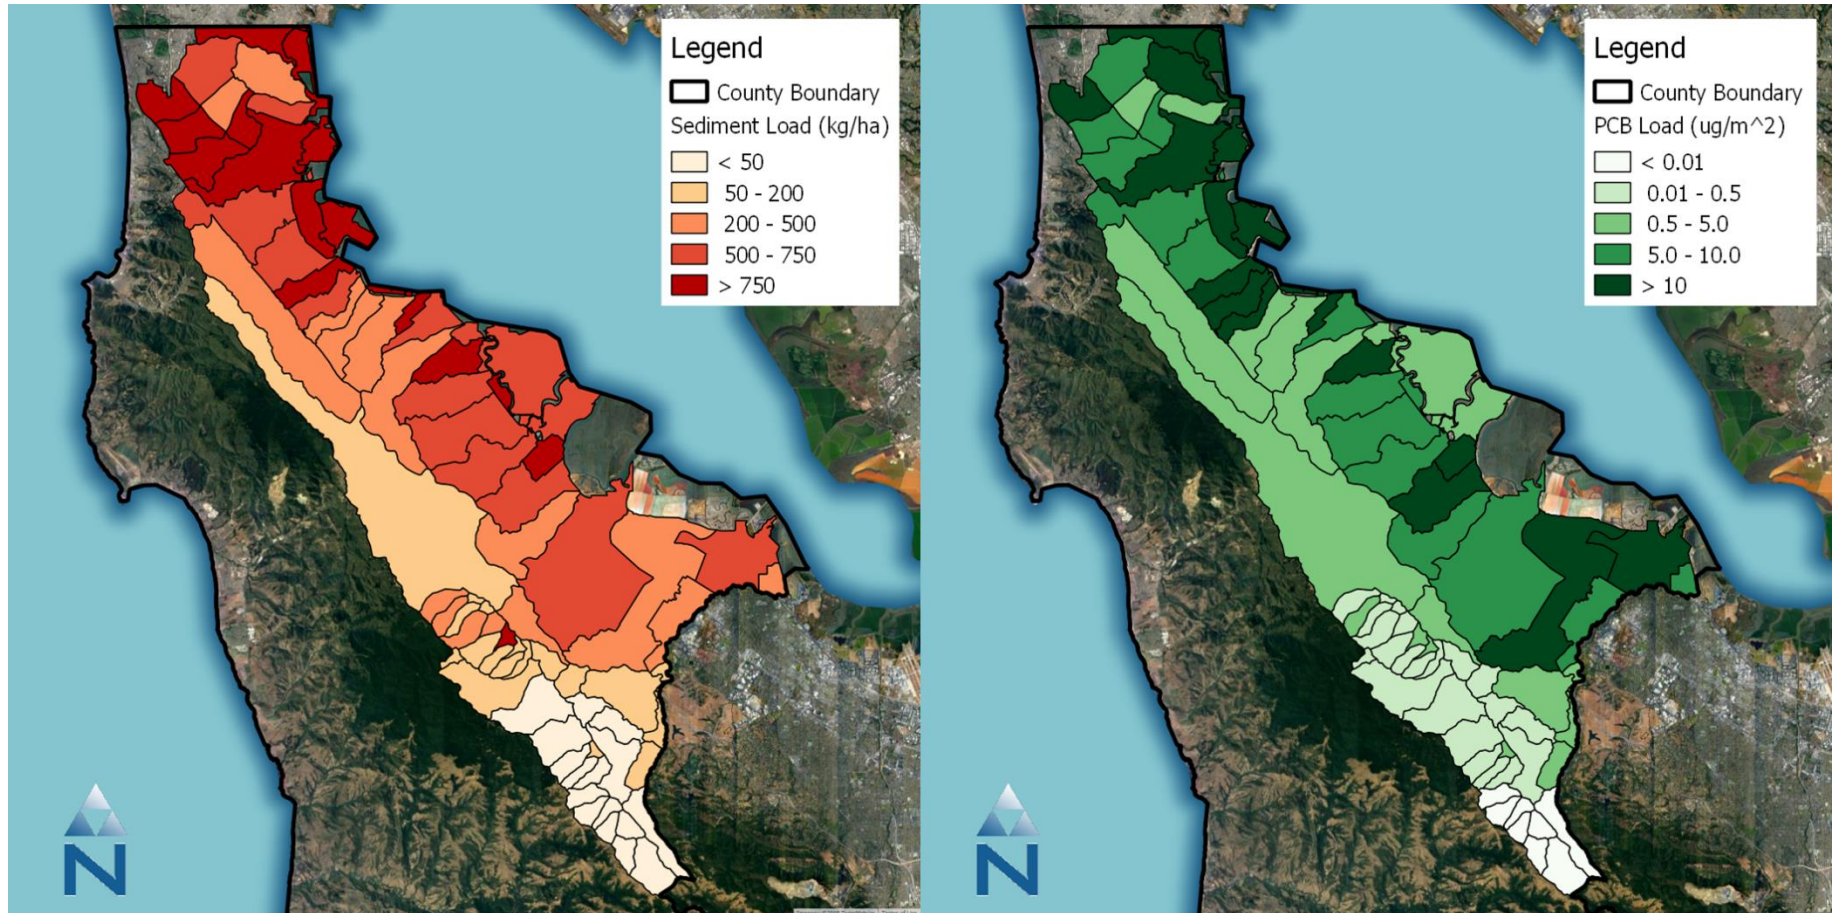 Legend
County Boundary
Sediment Load (kg/ha)
< 50
50 - 200
200 - 500
500 - 750
> 750
N
Legend
County Boundary
PCB Load (ug/m^2)
< 0.01
0.01 - 0.5
0.5 - 5.0
5.0 - 10.0
> 10
N